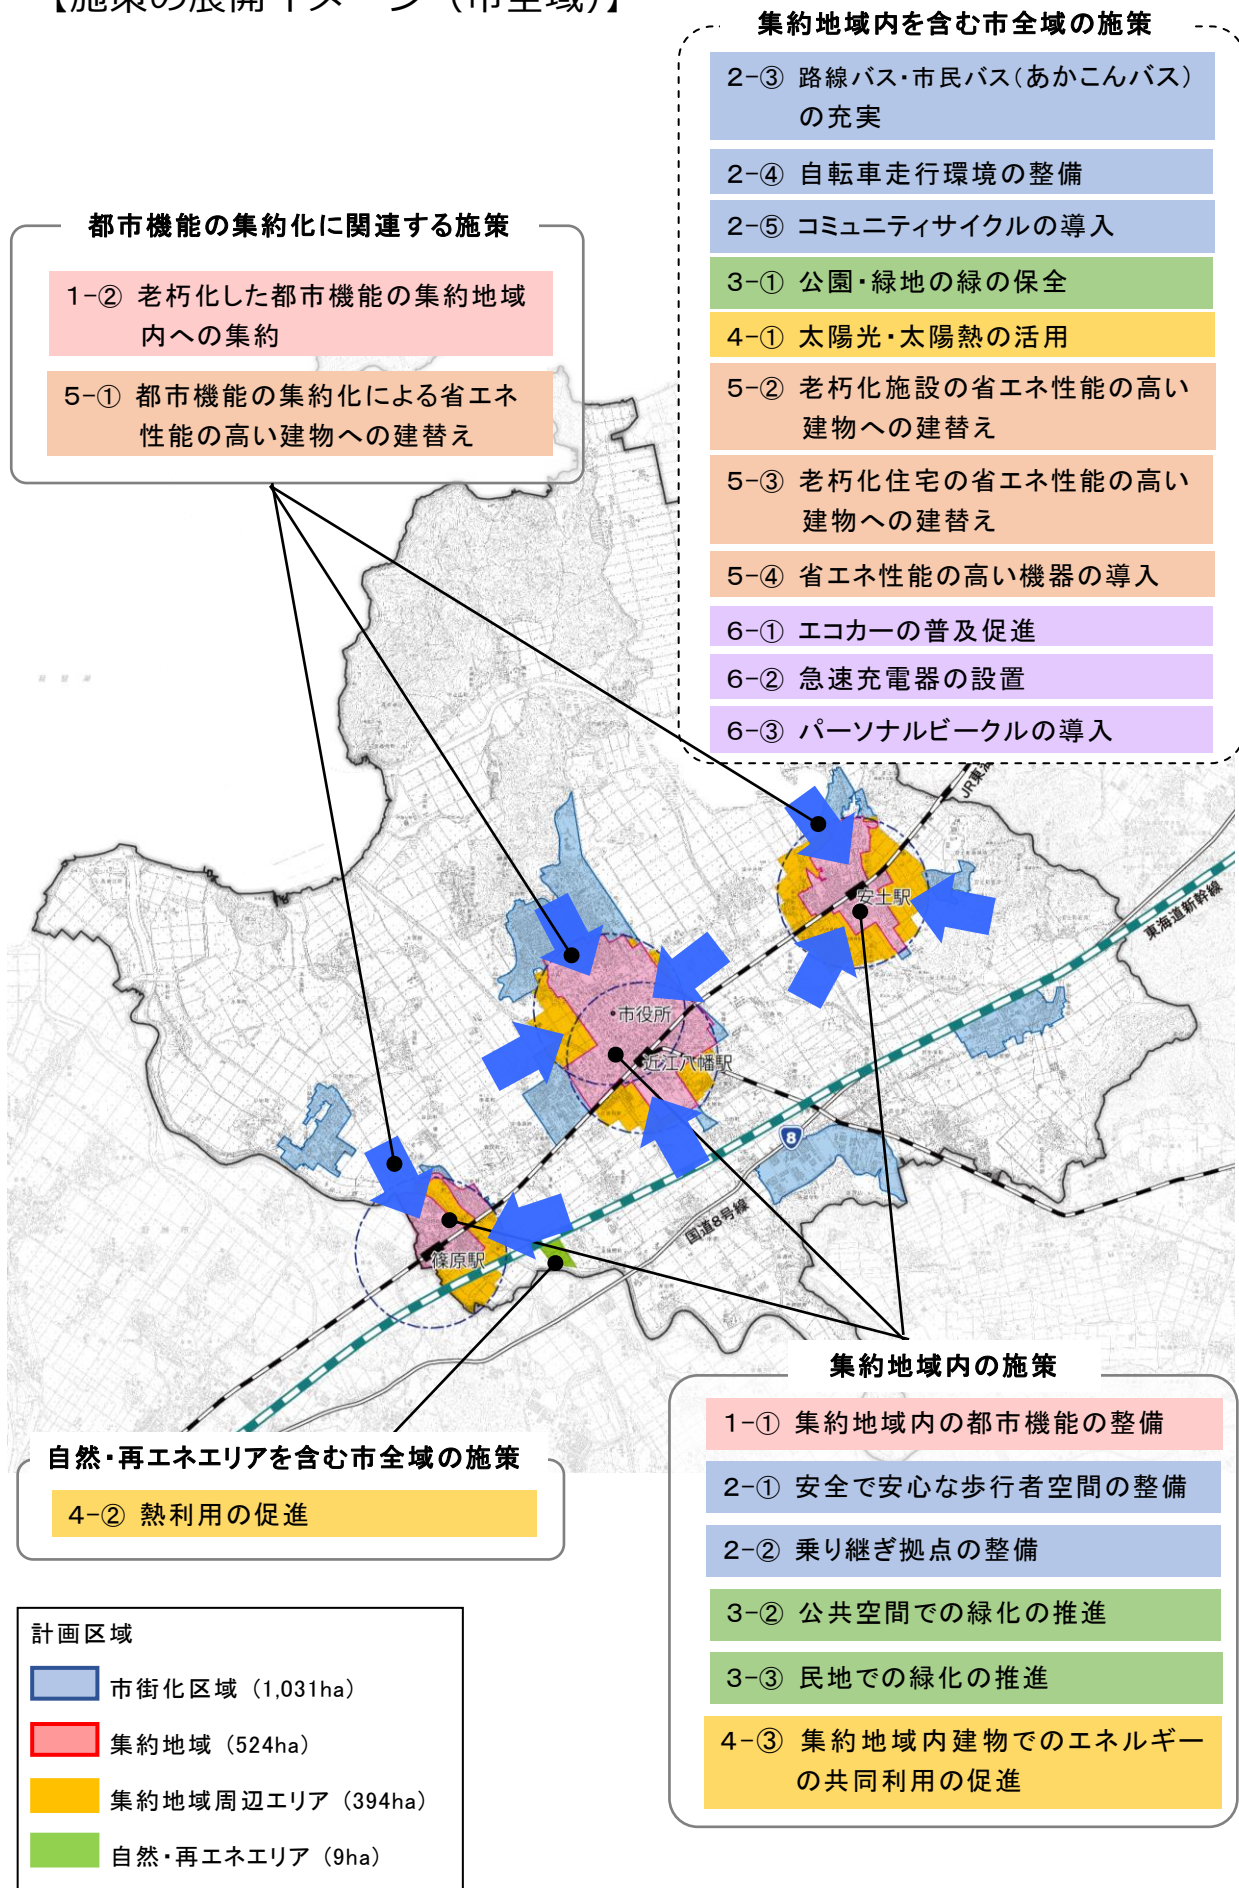 【施策の展開イメージ（市全域）】
集約地域内を含む市全域の施策
2-③ 路線バス・市民バス（あかこんバス）
の充実
2-④ 自転車走行環境の整備
2-⑤ コミュニティサイクルの導入
3-① 公園・緑地の緑の保全
4-① 太陽光・太陽熱の活用
5-② 老朽化施設の省エネ性能の高い
建物への建替え
5-③ 老朽化住宅の省エネ性能の高い
建物への建替え
5-④ 省エネ性能の高い機器の導入
6-① エコカーの普及促進
6-② 急速充電器の設置
6-③ パーソナルビークルの導入
都市機能の集約化に関連する施策
1-② 老朽化した都市機能の集約地域
内への集約
5-① 都市機能の集約化による省エネ
性能の高い建物への建替え
JR東海
安土駅
東海道新幹線
市役所
近江八幡駅
8
国道8号線
篠原駅
集約地域内の施策
1-① 集約地域内の都市機能の整備
2-① 安全で安心な歩行者空間の整備
2-② 乗り継ぎ拠点の整備
3-② 公共空間での緑化の推進
3-③ 民地での緑化の推進
4-③ 集約地域内建物でのエネルギー
の共同利用の促進
自然・再エネエリアを含む市全域の施策
4-② 熱利用の促進
計画区域
市街化区域（1,031ha）
集約地域（524ha）
集約地域周辺エリア（394ha）
自然・再エネエリア（9ha）